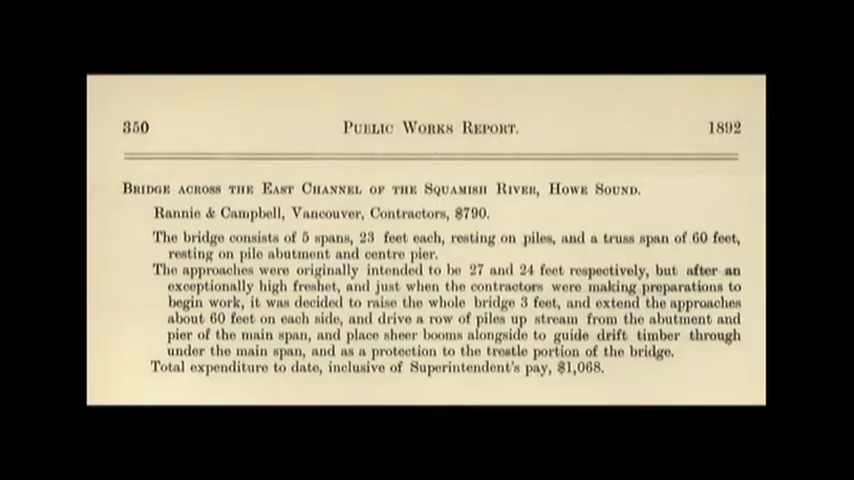 350 PUBLIC WORKS REPORT. 1892
BRIDGE ACROSS THE EAST CHANNEL OF THE SQUAMISH RIVER, HOWE SOUND.
Rannie & Campbell, Vancouver, Contractors, $790.
The bridge consists of 5 spans, 23 feet each, resting on piles, and a truss span of 60 feet,
resting on pile abutment and centre pier.
The approaches were originally intended to be 27 and 24 feet respectively, but after an
exceptionally high freshet, and just when the contractors were making preparations to
begin work, it was decided to raise the whole bridge 3 feet, and extend the approaches
about 60 feet on each side, and drive a row of piles up stream from the abutment and
pier of the main span, and place sheer booms alongside to guide drift timber through
under the main span, and as a protection to the trestle portion of the bridge.
Total expenditure to date, inclusive of Superintendent's pay, $1,068.